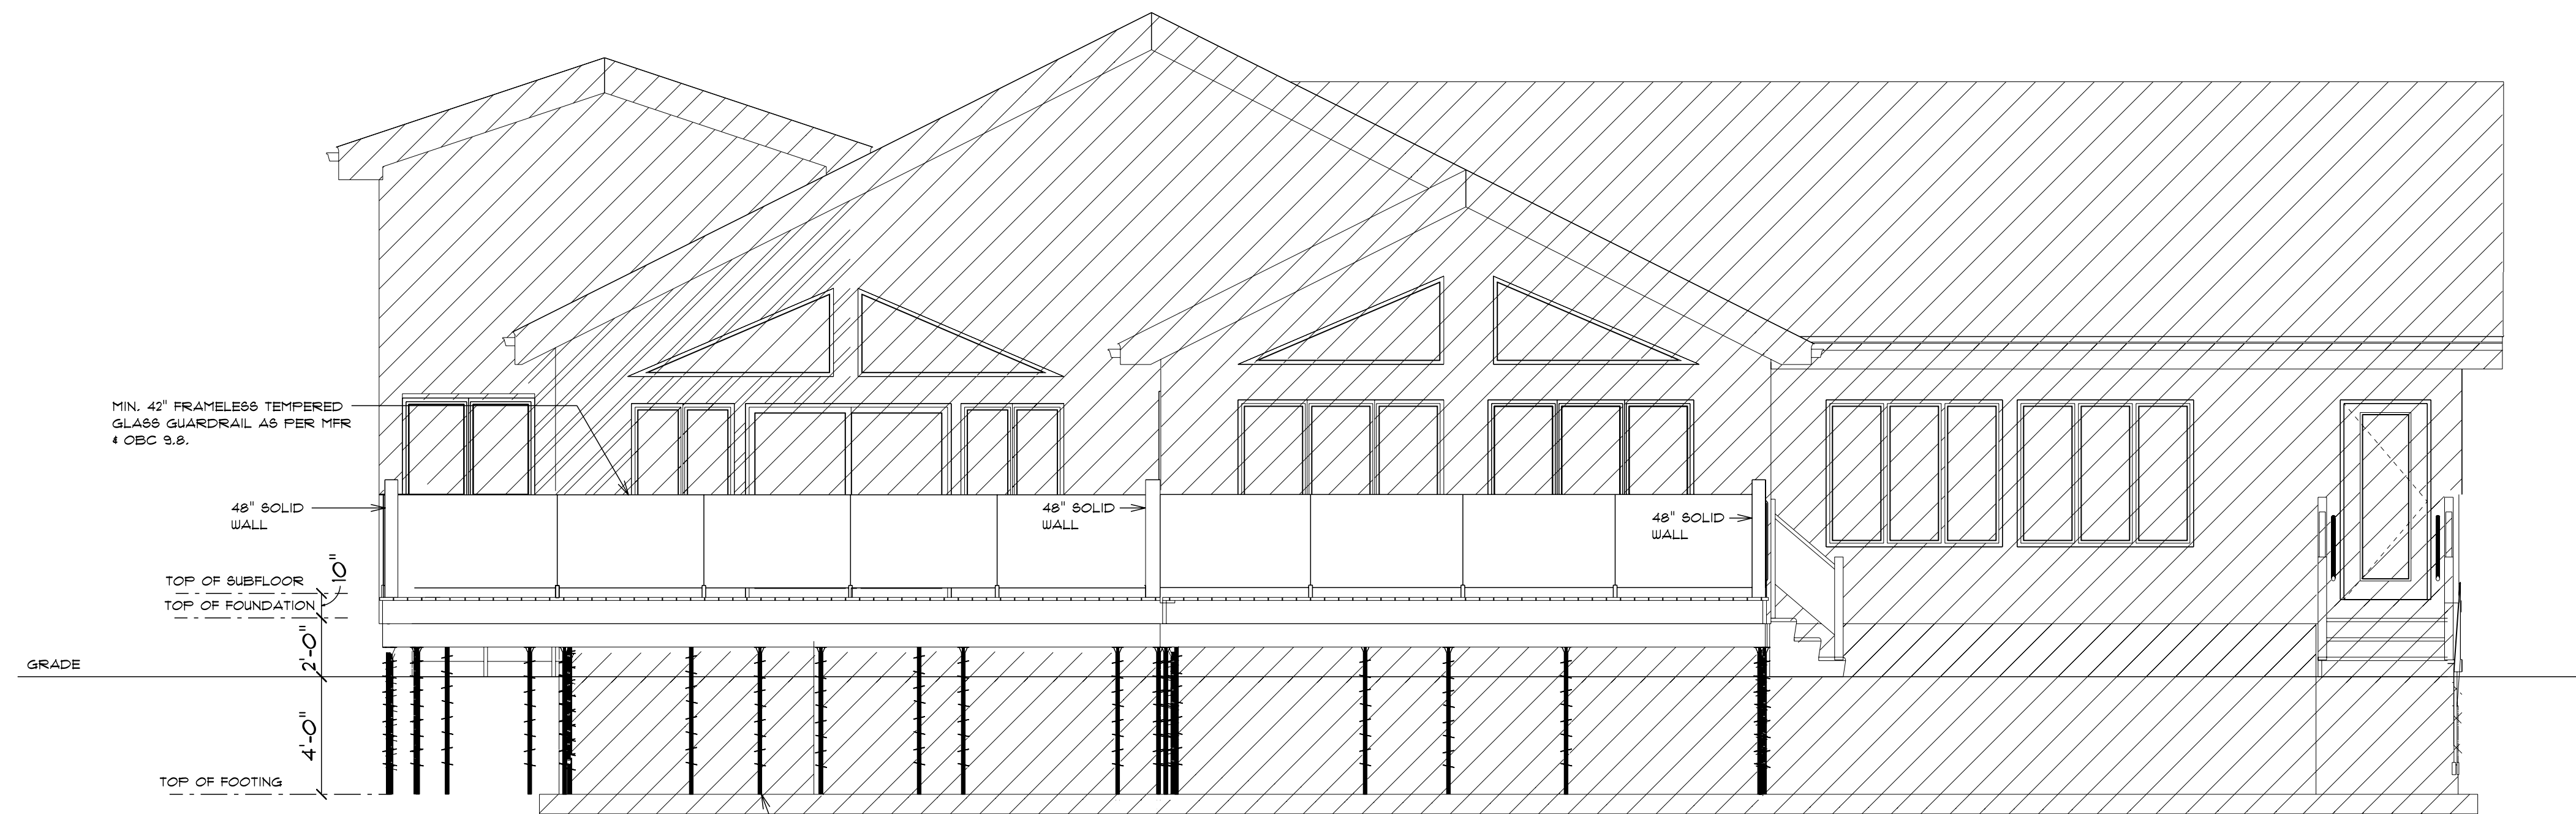 MIN. 42" FRAMELESS TEMPERED
GLASS GUARDRAIL AS PER MFR
& OBC 9.8.
48" SOLID
WALL
48" SOLID
WALL
48" SOLID
WALL
10"
TOP OF SUBFLOOR
TOP OF FOUNDATION
2'-0"
GRADE
4'-0"
TOP OF FOOTING